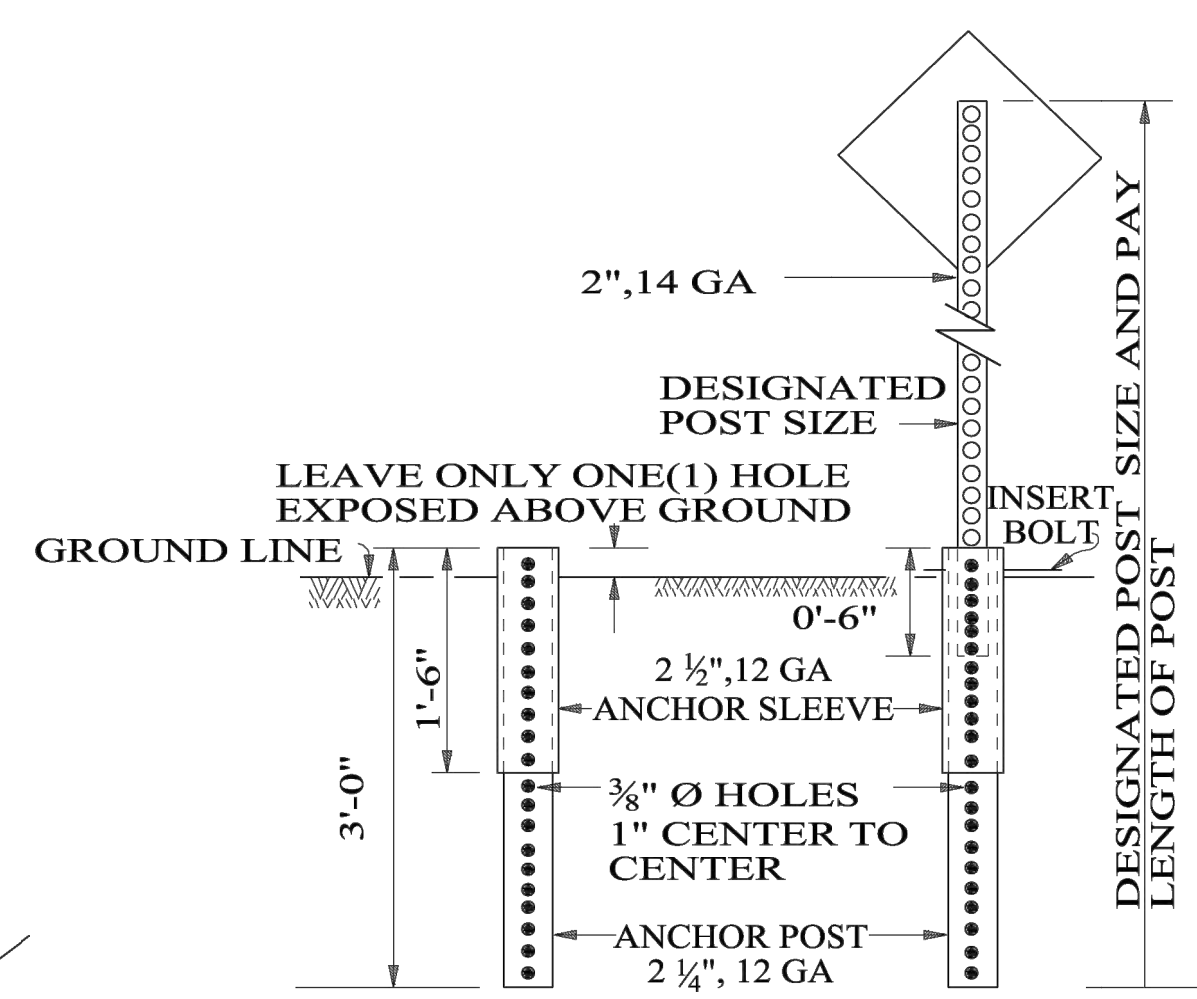 2",14 GA
DESIGNATED
POST SIZE
LEAVE ONLY ONE(1) HOLE
EXPOSED ABOVE GROUND
INSERT
BOLT
GROUND LINE
0'-6"
2 ½",12 GA
ANCHOR SLEEVE
1'-6"
3'-0"
⅜" Ø HOLES
1" CENTER TO
CENTER
ANCHOR POST
2 ¼", 12 GA
DESIGNATED POST SIZE AND PAY
LENGTH OF POST